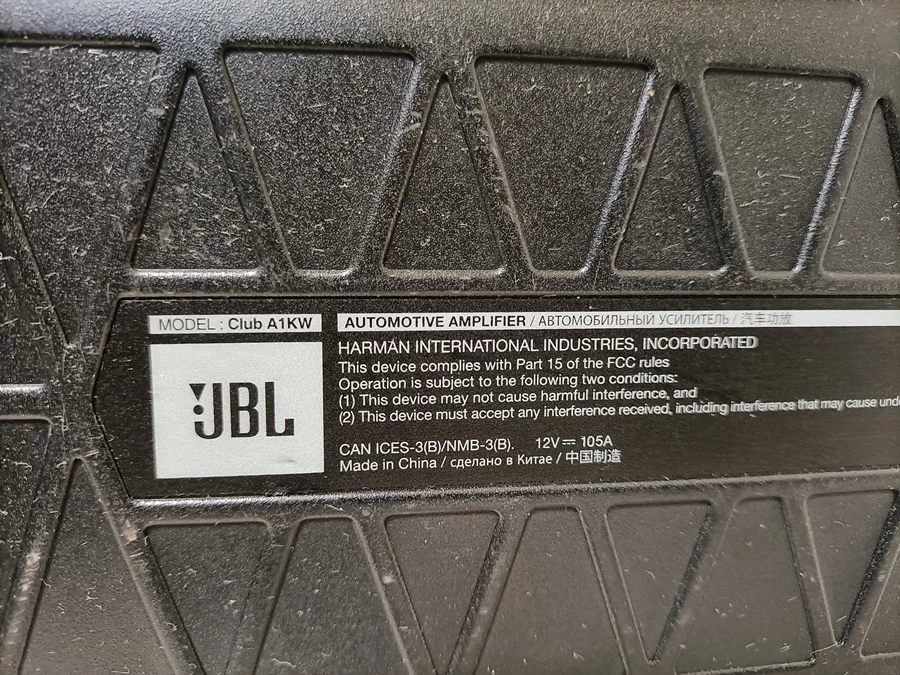 MODEL : Club A1KW
AUTOMOTIVE AMPLIFIER / АВТОМОБИЛЬНЫЙ УСИЛИТЕЛЬ / 汽车功放
JBL
HARMAN INTERNATIONAL INDUSTRIES, INCORPORATED
This device complies with Part 15 of the FCC rules
Operation is subject to the following two conditions:
(1) This device may not cause harmful interference, and
(2) This device must accept any interference received, including interference that may cause
CAN ICES-3(B)/NMB-3(B). 12V⎓105A
Made in China / сделано в Китае / 中国制造